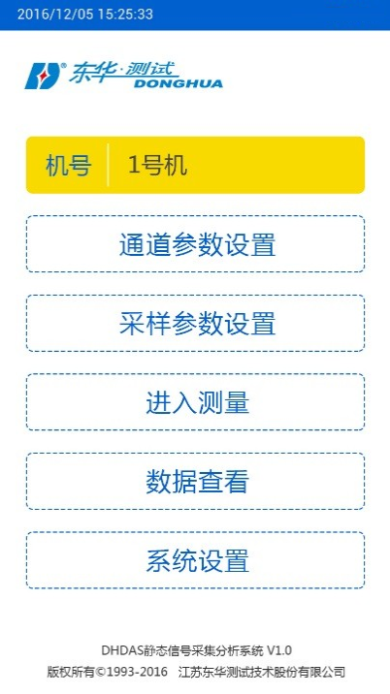 2016/12/05 15:25:33
东华·测试
DONGHUA
机号 1号机
通道参数设置
采样参数设置
进入测量
数据查看
系统设置
DHDAS静态信号采集分析系统 V1.0
版权所有©1993-2016 江苏东华测试技术股份有限公司